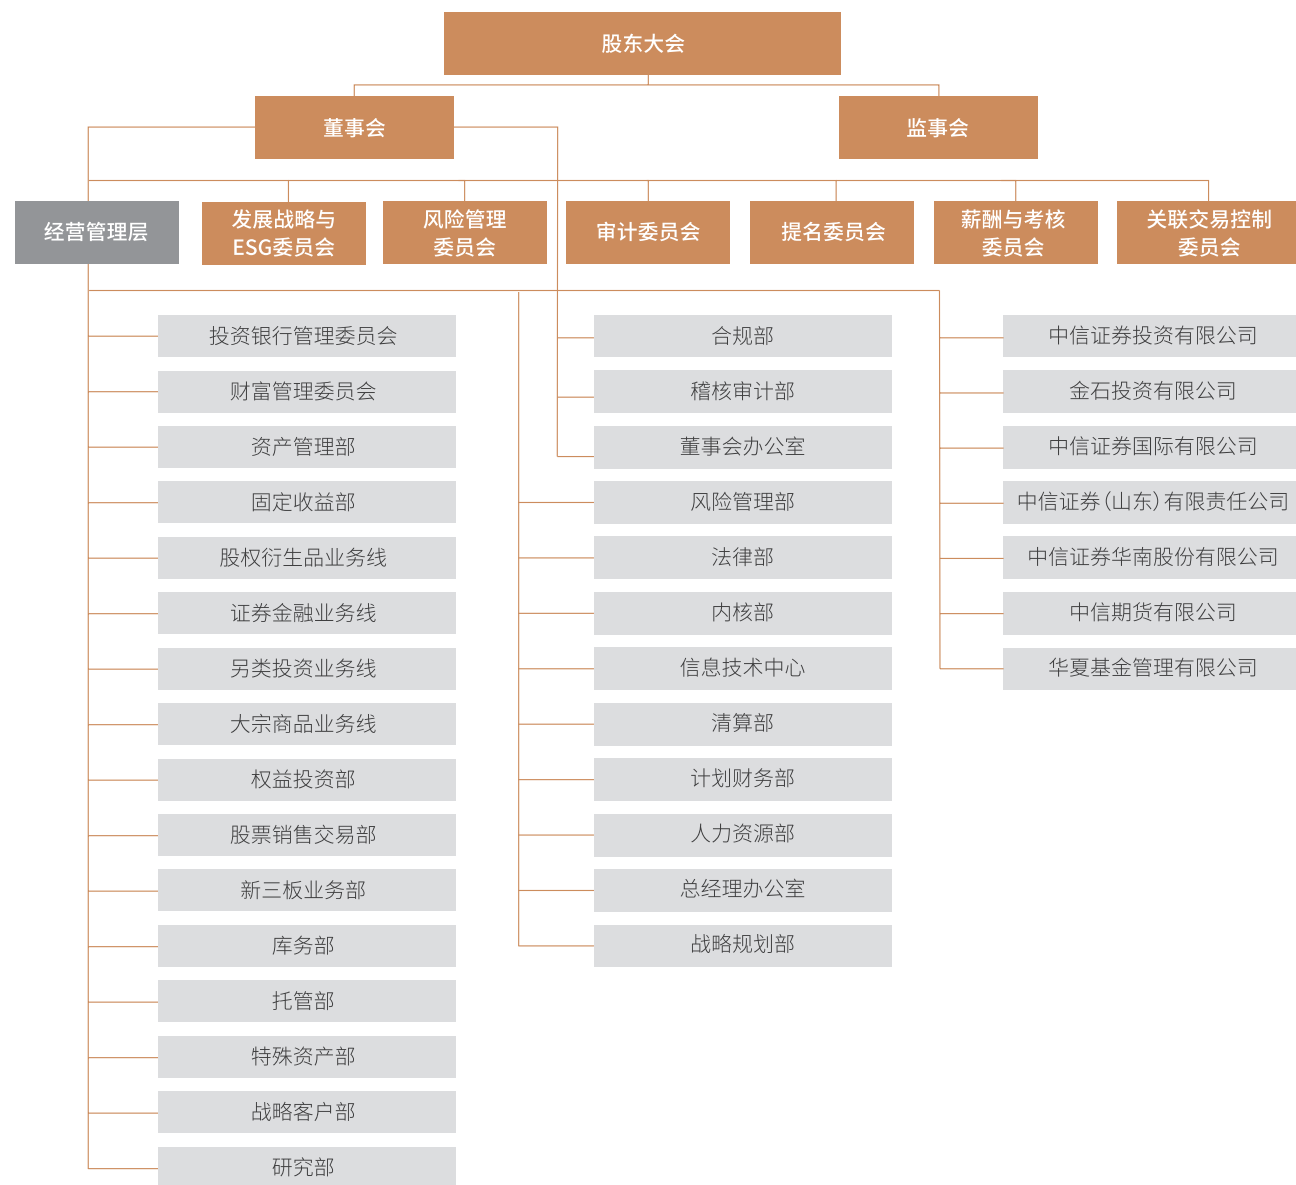 股东大会
董事会
监事会
经营管理层
发展战略与
ESG委员会
风险管理
委员会
审计委员会
提名委员会
薪酬与考核
委员会
关联交易控制
委员会
投资银行管理委员会
财富管理委员会
资产管理部
固定收益部
股权衍生品业务线
证券金融业务线
另类投资业务线
大宗商品业务线
权益投资部
股票销售交易部
新三板业务部
库务部
托管部
特殊资产部
战略客户部
研究部
合规部
稽核审计部
董事会办公室
风险管理部
法律部
内核部
信息技术中心
清算部
计划财务部
人力资源部
总经理办公室
战略规划部
中信证券投资有限公司
金石投资有限公司
中信证券国际有限公司
中信证券(山东)有限责任公司
中信证券华南股份有限公司
中信期货有限公司
华夏基金管理有限公司